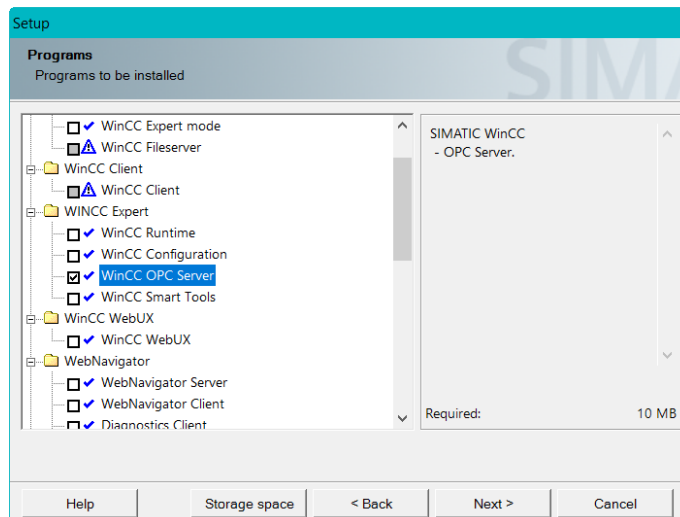 Setup
Programs
Programs to be installed
SIMA
WinCC Expert mode
WinCC Fileserver
WinCC Client
WinCC Client
WINCC Expert
WinCC Runtime
WinCC Configuration
WinCC OPC Server
WinCC Smart Tools
WinCC WebUX
WinCC WebUX
WebNavigator
WebNavigator Server
WebNavigator Client
Diagnostics Client
SIMATIC WinCC
- OPC Server.
Required: 10 MB
Help Storage space < Back Next > Cancel